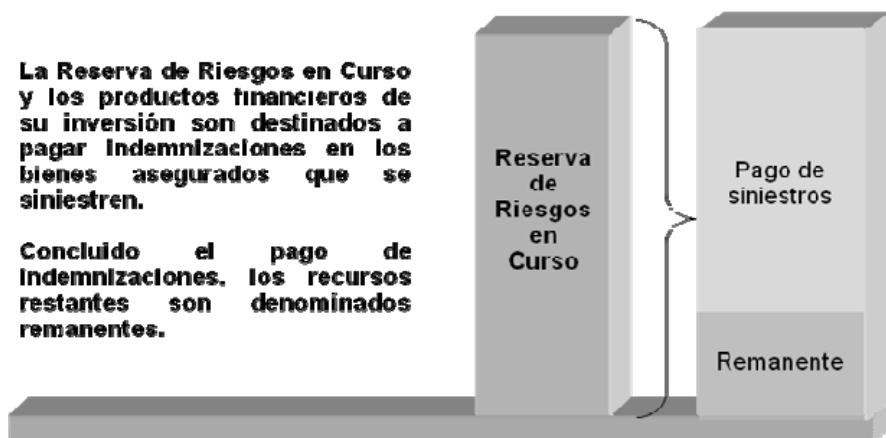 La Reserva de Riesgos en Curso
y los productos financieros de
su inversión son destinados a
pagar indemnizaciones en los
bienes asegurados que se
siniestren.
Concluido el pago de
indemnizaciones, los recursos
restantes son denominados
remanentes.
Reserva
de
Riesgos
en
Curso
Pago de
siniestros
Remanente